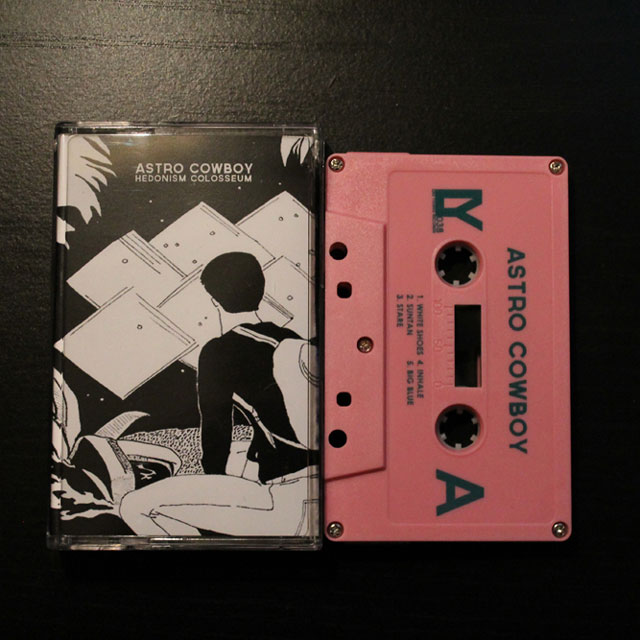 ASTRO COWBOY
HEDONISM COLOSSEUM
ASTRO COWBOY
A
1. WHITE SHOES
2. SUNTAN
3. STARE
4. INHALE
5. BIG BLUE